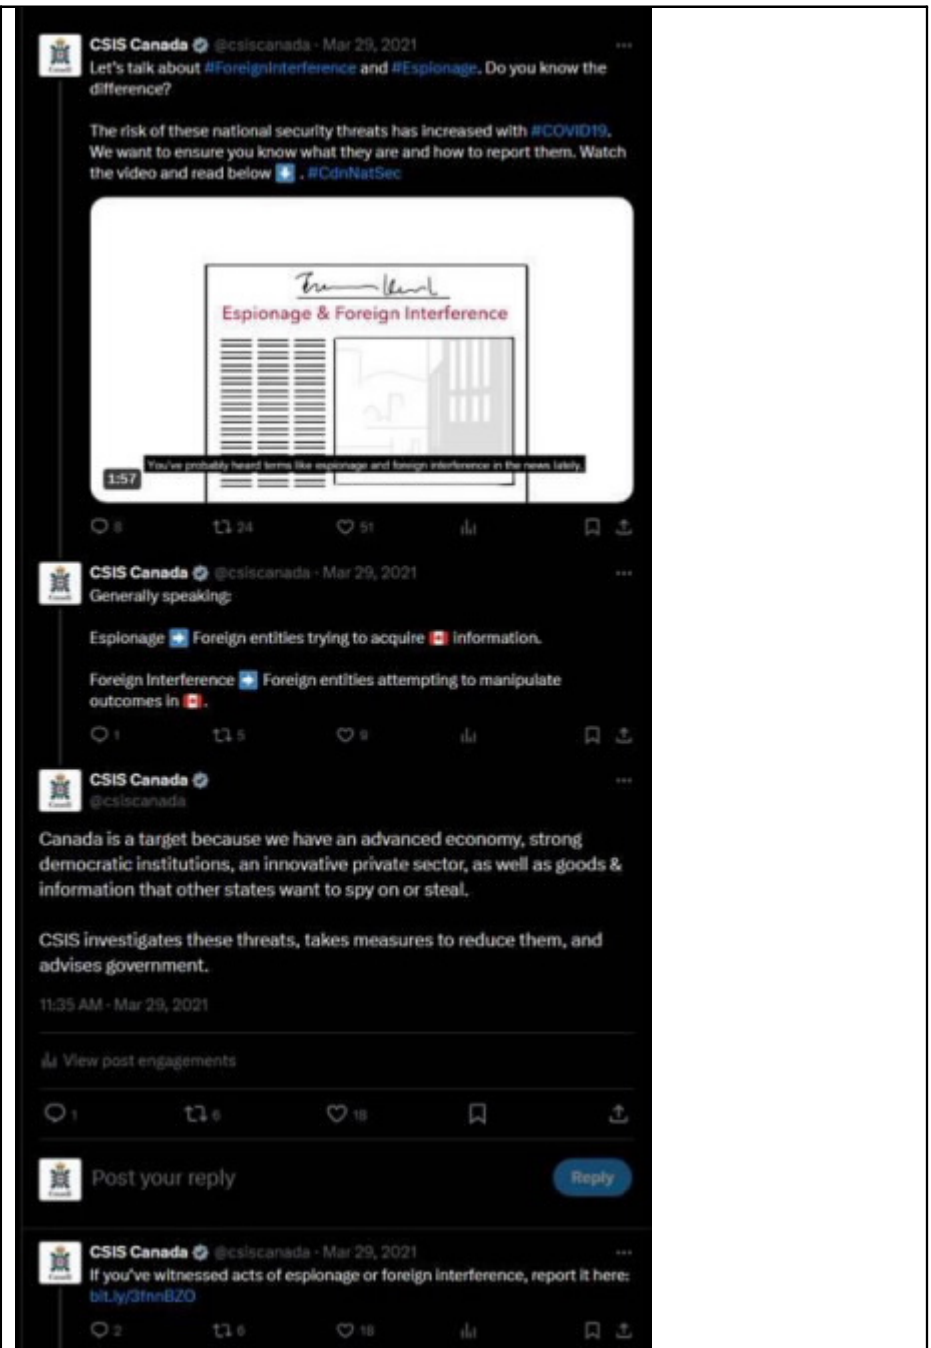 CSIS Canada @csiscanada · Mar 29, 2021
Let's talk about #ForeignInterference and #Espionage. Do you know the
difference?
The risk of these national security threats has increased with #COVID19.
We want to ensure you know what they are and how to report them. Watch
the video and read below ⬇️ . #CdnNatSec
Espionage & Foreign Interference
You've probably heard terms like espionage and foreign interference in the news lately.
1:57
8 24 51
CSIS Canada @csiscanada · Mar 29, 2021
Generally speaking:
Espionage ➡️ Foreign entities trying to acquire 🇨🇦 information.
Foreign Interference ➡️ Foreign entities attempting to manipulate
outcomes in 🇨🇦.
1 5 9
CSIS Canada
@csiscanada
Canada is a target because we have an advanced economy, strong
democratic institutions, an innovative private sector, as well as goods &
information that other states want to spy on or steal.
CSIS investigates these threats, takes measures to reduce them, and
advises government.
11:35 AM · Mar 29, 2021
View post engagements
1 6 18
Post your reply
Reply
CSIS Canada @csiscanada · Mar 29, 2021
If you've witnessed acts of espionage or foreign interference, report it here:
bit.ly/3fnnBZO
2 6 18